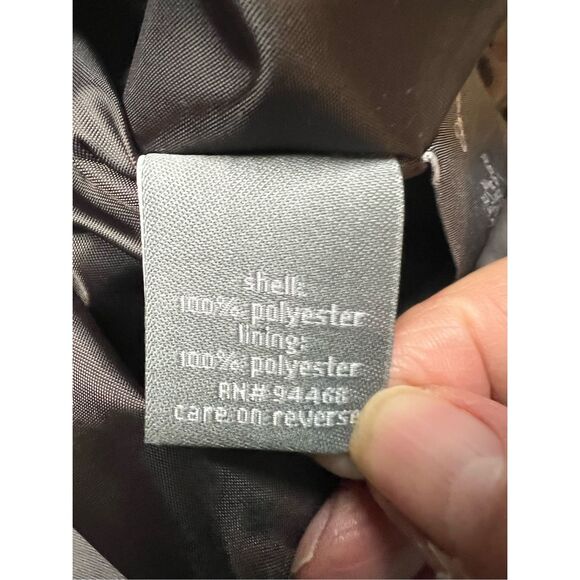 shell:
100% polyester
lining:
100% polyester
RN# 94468
care on reverse